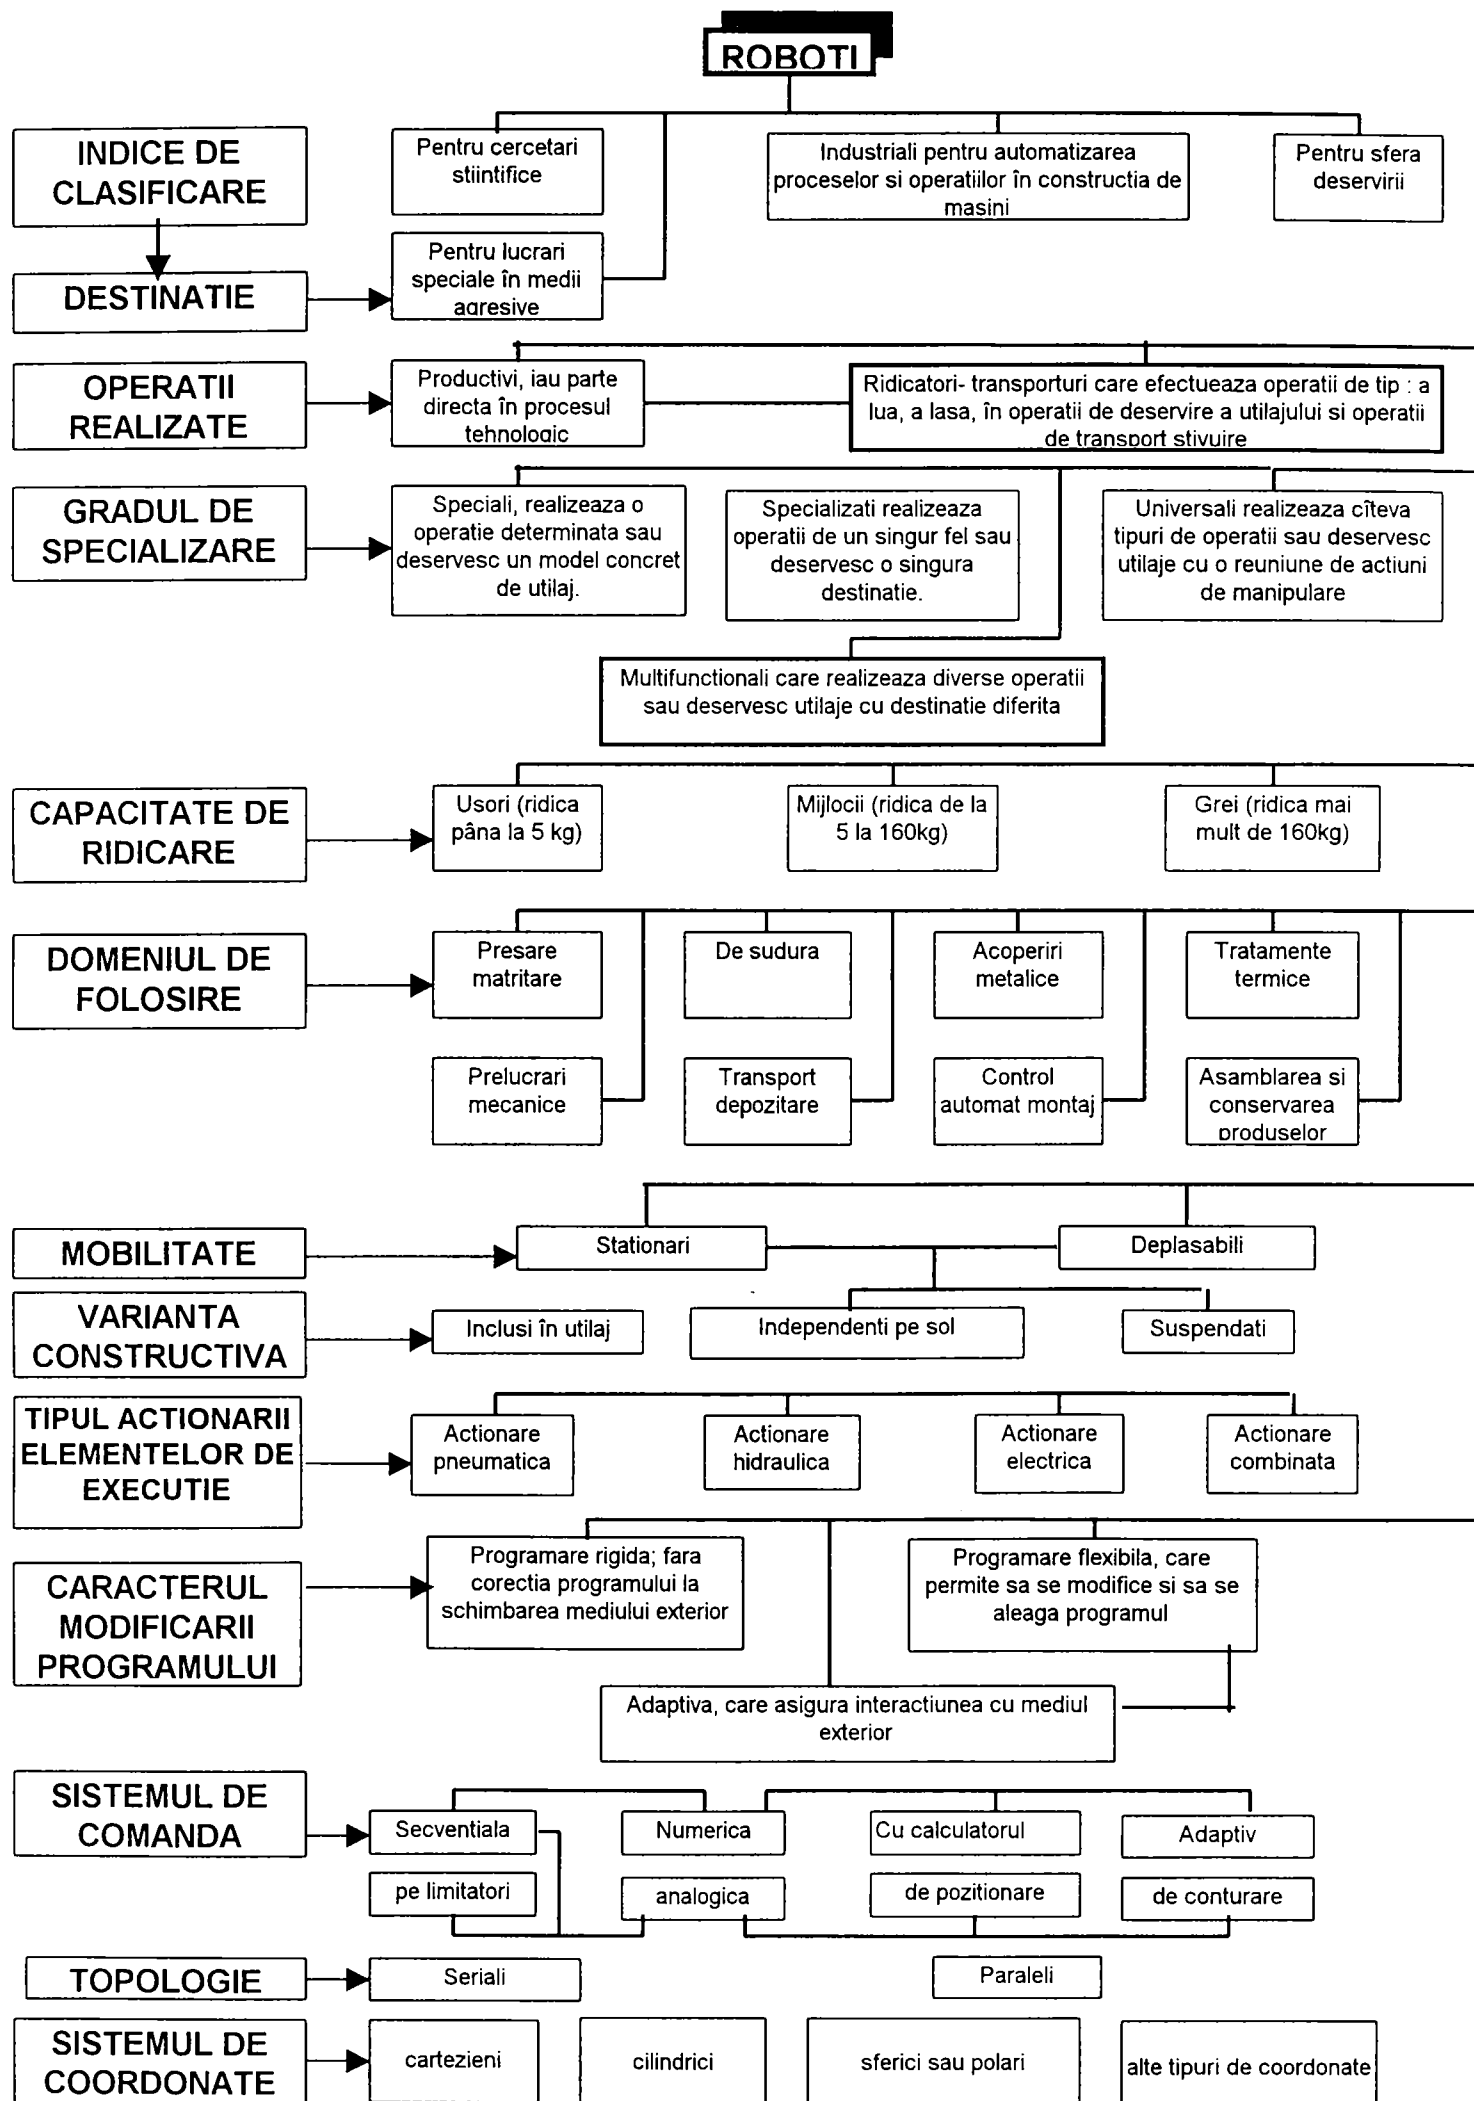 ROBOTI
INDICE DE
CLASIFICARE
Pentru cercetari
stiintifice
Industriali pentru automatizarea
proceselor si operatiilor în constructia de
masini
Pentru sfera
deservirii
DESTINATIE
Pentru lucrari
speciale în medii
agresive
OPERATII
REALIZATE
Productivi, iau parte
directa în procesul
tehnologic
Ridicatori- transporturi care efectueaza operatii de tip : a
lua, a lasa, în operatii de deservire a utilajului si operatii
de transport stivuire
GRADUL DE
SPECIALIZARE
Speciali, realizeaza o
operatie determinata sau
deservesc un model concret
de utilaj.
Specializati realizeaza
operatii de un singur fel sau
deservesc o singura
destinatie.
Universali realizeaza cîteva
tipuri de operatii sau deservesc
utilaje cu o reuniune de actiuni
de manipulare
Multifunctionali care realizeaza diverse operatii
sau deservesc utilaje cu destinatie diferita
CAPACITATE DE
RIDICARE
Usori (ridica
pâna la 5 kg)
Mijlocii (ridica de la
5 la 160kg)
Grei (ridica mai
mult de 160kg)
DOMENIUL DE
FOLOSIRE
Presare
matritare
De sudura
Acoperiri
metalice
Tratamente
termice
Prelucrari
mecanice
Transport
depozitare
Control
automat montaj
Asamblarea si
conservarea
produselor
MOBILITATE
Stationari
Deplasabili
VARIANTA
CONSTRUCTIVA
Inclusi în utilaj
Independenti pe sol
Suspendati
TIPUL ACTIONARII
ELEMENTELOR DE
EXECUTIE
Actionare
pneumatica
Actionare
hidraulica
Actionare
electrica
Actionare
combinata
CARACTERUL
MODIFICARII
PROGRAMULUI
Programare rigida; fara
corectia programului la
schimbarea mediului exterior
Programare flexibila, care
permite sa se modifice si sa se
aleaga programul
Adaptiva, care asigura interactiunea cu mediul
exterior
SISTEMUL DE
COMANDA
Secventiala
Numerica
Cu calculatorul
Adaptiv
pe limitatori
analogica
de pozitionare
de conturare
TOPOLOGIE
Seriali
Paraleli
SISTEMUL DE
COORDONATE
cartezieni
cilindrici
sferici sau polari
alte tipuri de coordonate